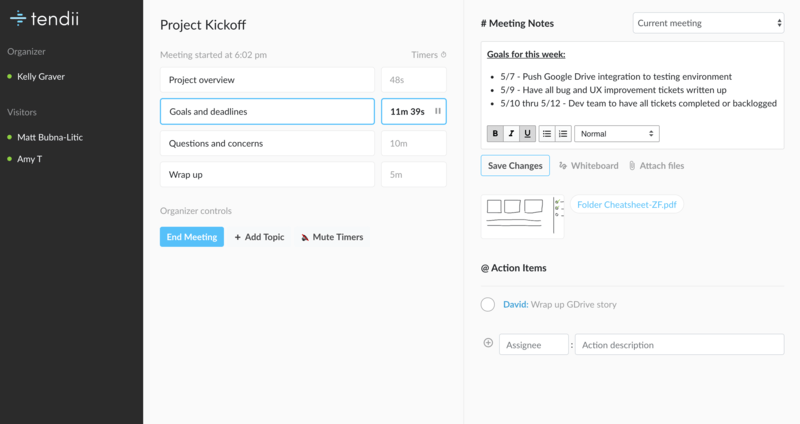 tendii
Organizer
Kelly Graver
Visitors
Matt Bubna-Litic
Amy T
Project Kickoff
Meeting started at 6:02 pm
Timers
Project overview
48s
Goals and deadlines
11m 39s
Questions and concerns
10m
Wrap up
5m
Organizer controls
End Meeting
+ Add Topic
Mute Timers
# Meeting Notes
Current meeting
Goals for this week:
• 5/7 - Push Google Drive integration to testing environment
• 5/9 - Have all bug and UX improvement tickets written up
• 5/10 thru 5/12 - Dev team to have all tickets completed or backlogged
B I U Normal
Save Changes
Whiteboard
Attach files
Folder Cheatsheet-ZF.pdf
@ Action Items
David: Wrap up GDrive story
Assignee : Action description